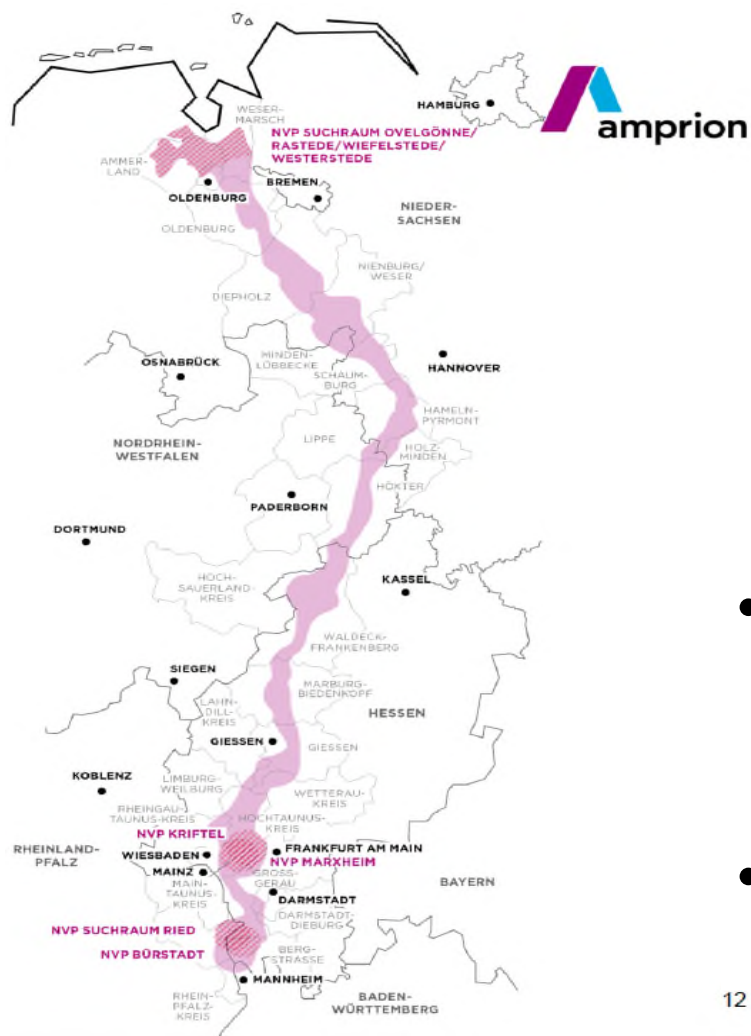 HAMBURG
amprion
WESER-
MARSCH
NVP SUCHRAUM OVELGÖNNE/
RASTEDE/WIEFELSTEDE/
WESTERSTEDE
AMMER-
LAND
OLDENBURG
BREMEN
NIEDER-
SACHSEN
OLDENBURG
NIENBURG/
WESER
DIEPHOLZ
OSNABRÜCK
MINDEN-
LÜBBECKE
HANNOVER
SCHAUM-
BURG
HAMELN-
PYRMONT
NORDRHEIN-
WESTFALEN
LIPPE
HOLZ-
MINDEN
HÖXTER
PADERBORN
DORTMUND
KASSEL
HOCH-
SAUERLAND-
KREIS
WALDECK-
FRANKENBERG
SIEGEN
MARBURG-
BIEDENKOPF
LAHN-
DILL-
KREIS
HESSEN
GIESSEN
GIESSEN
KOBLENZ
LIMBURG-
WEILBURG
WETTERAU-
KREIS
RHEINGAU-
TAUNUS-KREIS
HOCHTAUNUS-
KREIS
NVP KRIFTEL
RHEINLAND-
PFALZ
WIESBADEN
FRANKFURT AM MAIN
NVP MARXHEIM
MAINZ
GROSS-
GERAU
BAYERN
MAIN-
TAUNUS-
KREIS
DARMSTADT
DARMSTADT-
DIEBURG
NVP SUCHRAUM RIED
NVP BÜRSTADT
BERG-
STRASSE
MANNHEIM
RHEIN-
PFALZ-
KREIS
BADEN-
WÜRTTEMBERG
12